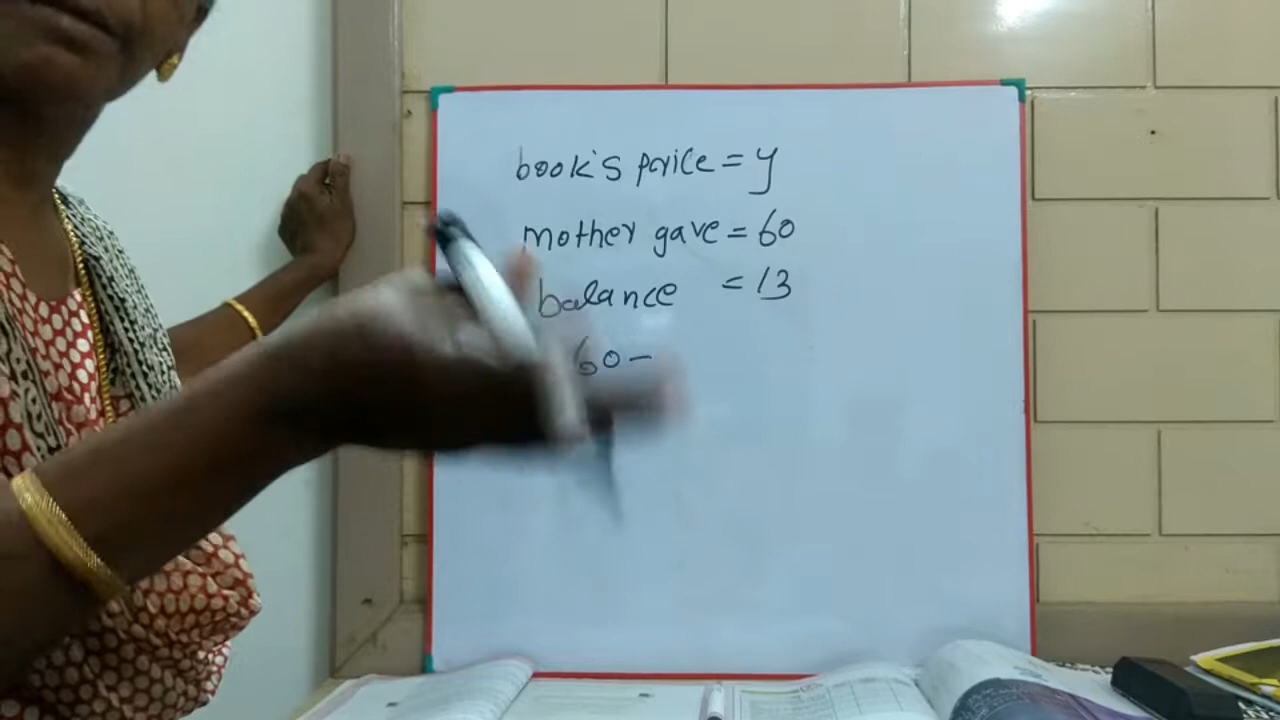 book's price = y
mother gave = 60
balance = 13
60 -